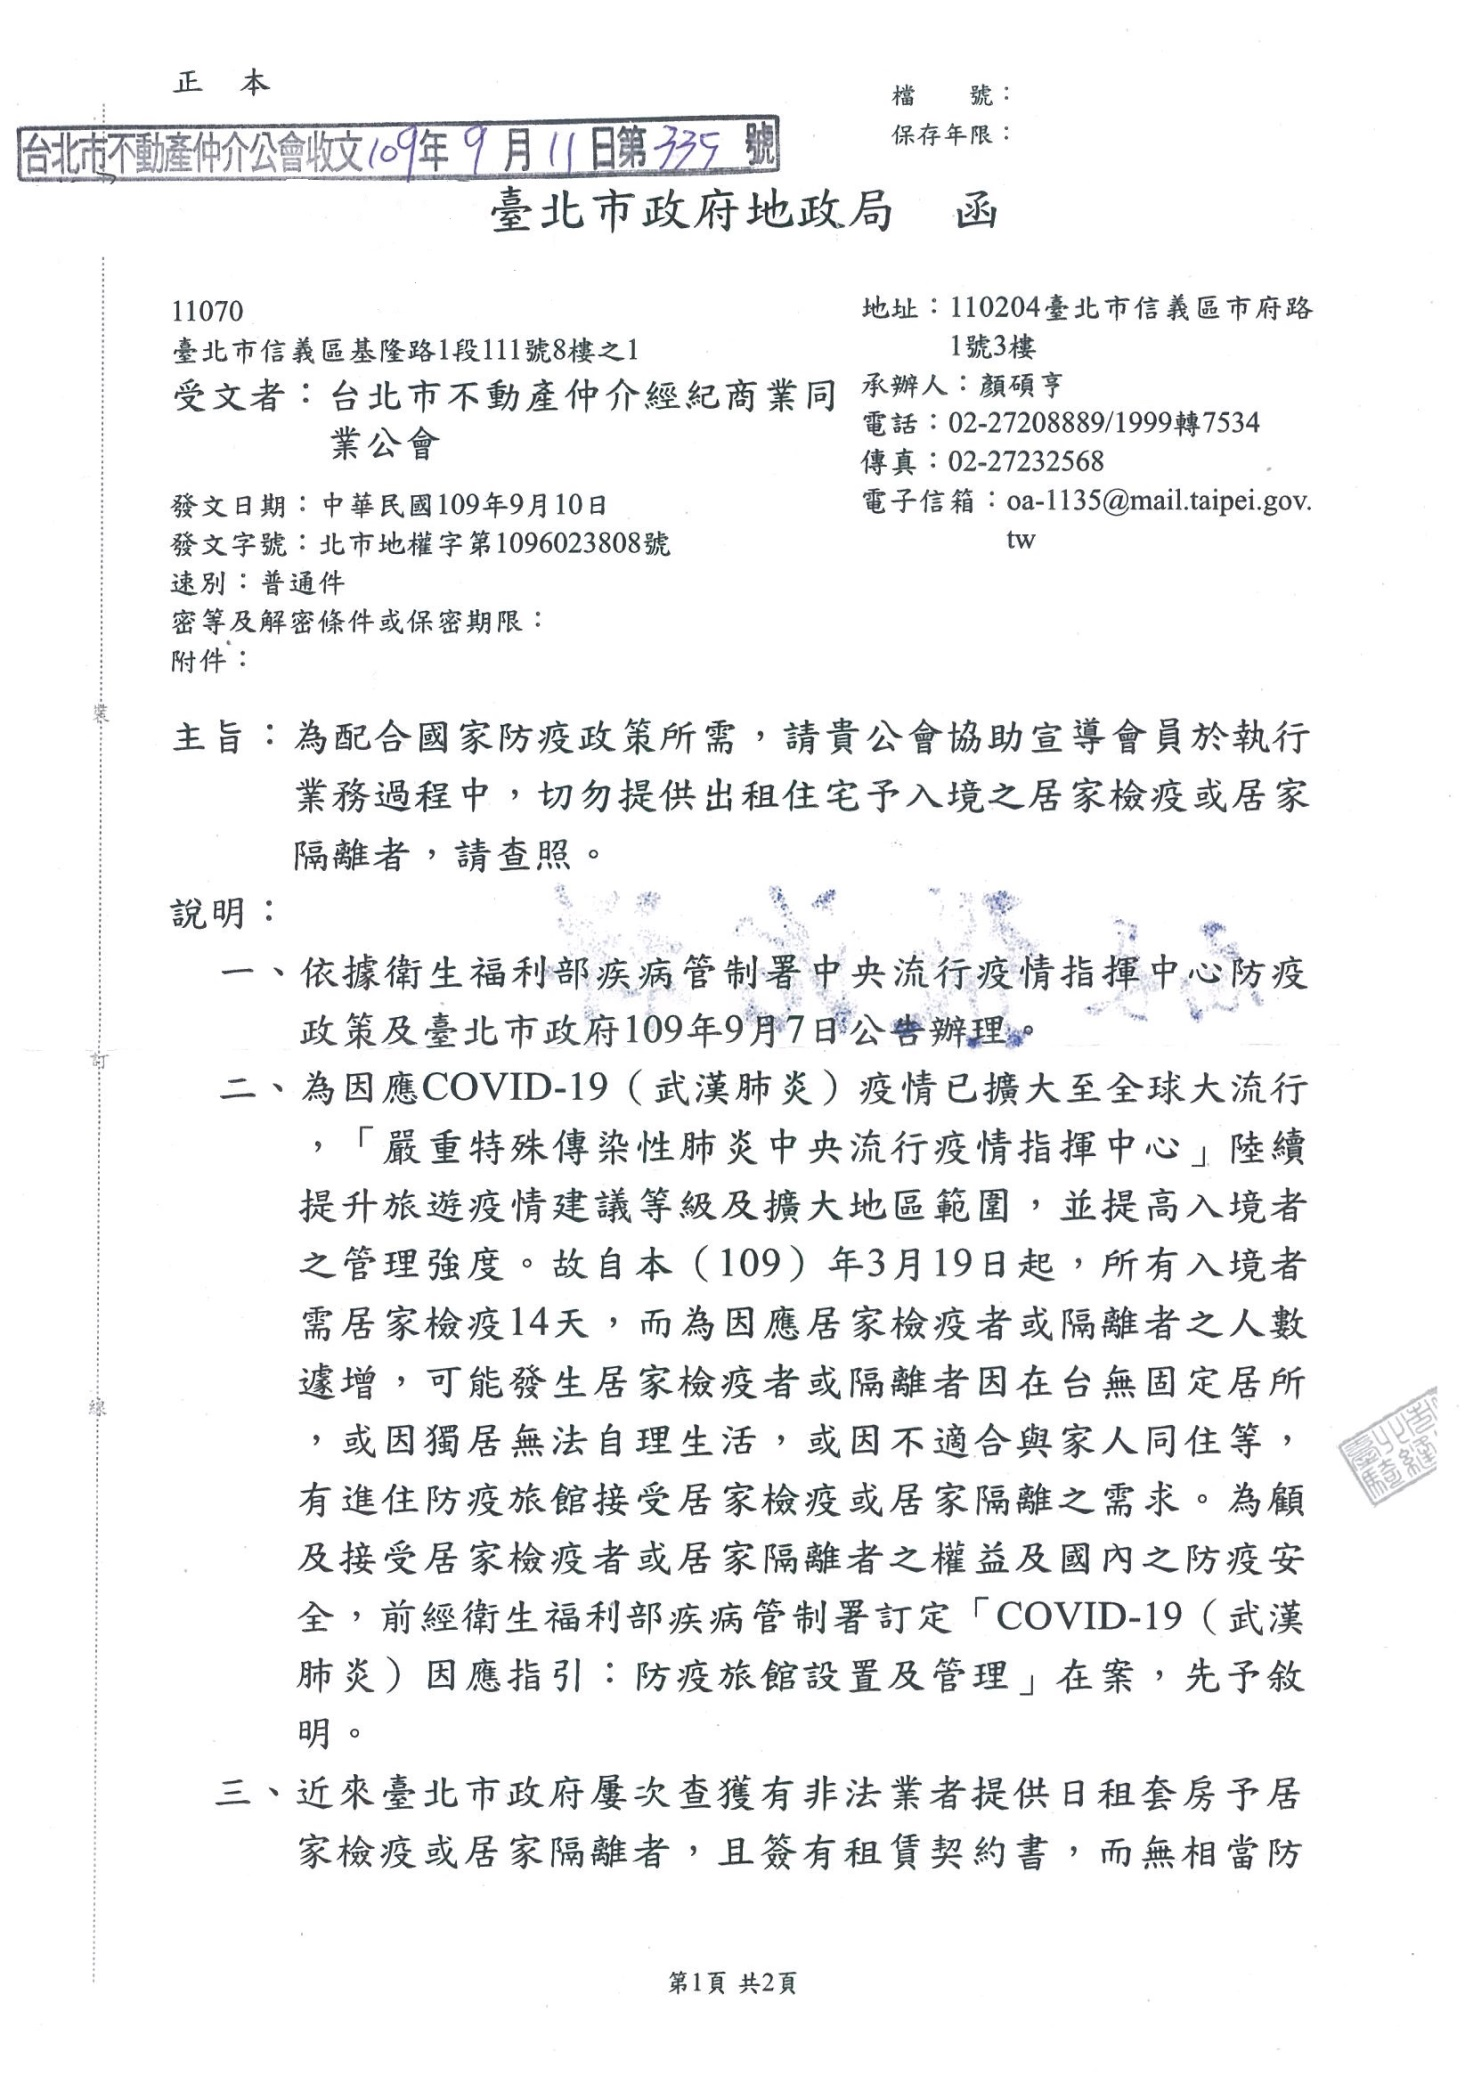 正　本
檔　　號：
保存年限：
台北市不動產仲介公會收文109年9月11日第335號
臺北市政府地政局　函
11070
臺北市信義區基隆路1段111號8樓之1
受文者：台北市不動產仲介經紀商業同
業公會
地址：110204臺北市信義區市府路
1號3樓
承辦人：顏碩亨
電話：02-27208889/1999轉7534
傳真：02-27232568
電子信箱：oa-1135@mail.taipei.gov.
tw
發文日期：中華民國109年9月10日
發文字號：北市地權字第1096023808號
速別：普通件
密等及解密條件或保密期限：
附件：
主旨：為配合國家防疫政策所需，請貴公會協助宣導會員於執行
業務過程中，切勿提供出租住宅予入境之居家檢疫或居家
隔離者，請查照。
說明：
一、依據衛生福利部疾病管制署中央流行疫情指揮中心防疫
政策及臺北市政府109年9月7日公告辦理。
二、為因應COVID-19（武漢肺炎）疫情已擴大至全球大流行
，「嚴重特殊傳染性肺炎中央流行疫情指揮中心」陸續
提升旅遊疫情建議等級及擴大地區範圍，並提高入境者
之管理強度。故自本（109）年3月19日起，所有入境者
需居家檢疫14天，而為因應居家檢疫者或隔離者之人數
遽增，可能發生居家檢疫者或隔離者因在台無固定居所
，或因獨居無法自理生活，或因不適合與家人同住等，
有進住防疫旅館接受居家檢疫或居家隔離之需求。為顧
及接受居家檢疫者或居家隔離者之權益及國內之防疫安
全，前經衛生福利部疾病管制署訂定「COVID-19（武漢
肺炎）因應指引：防疫旅館設置及管理」在案，先予敘
明。
三、近來臺北市政府屢次查獲有非法業者提供日租套房予居
家檢疫或居家隔離者，且簽有租賃契約書，而無相當防
裝
訂
線
第1頁 共2頁